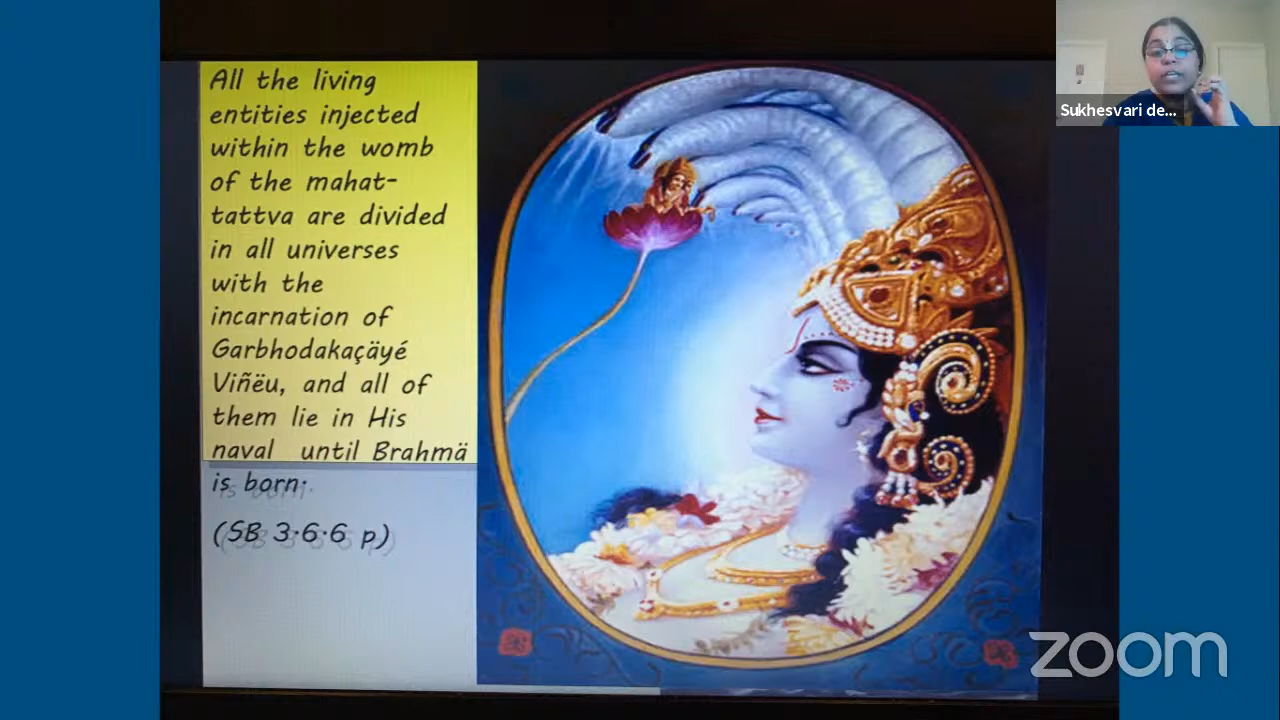 All the living
entities injected
within the womb
of the mahat-
tattva are divided
in all universes
with the
incarnation of
Garbhodakaçäyé
Viñëu, and all of
them lie in His
naval until Brahmä
is born.
(SB 3.6.6 p)
Sukhesvari de...
zoom